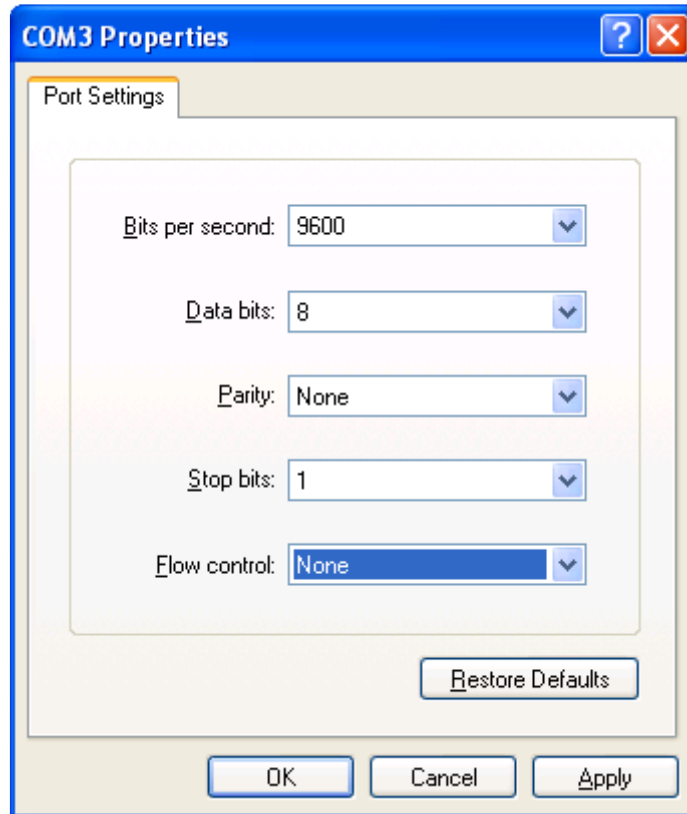 COM3 Properties
Port Settings
Bits per second: 9600
Data bits: 8
Parity: None
Stop bits: 1
Flow control: None
Restore Defaults
OK Cancel Apply